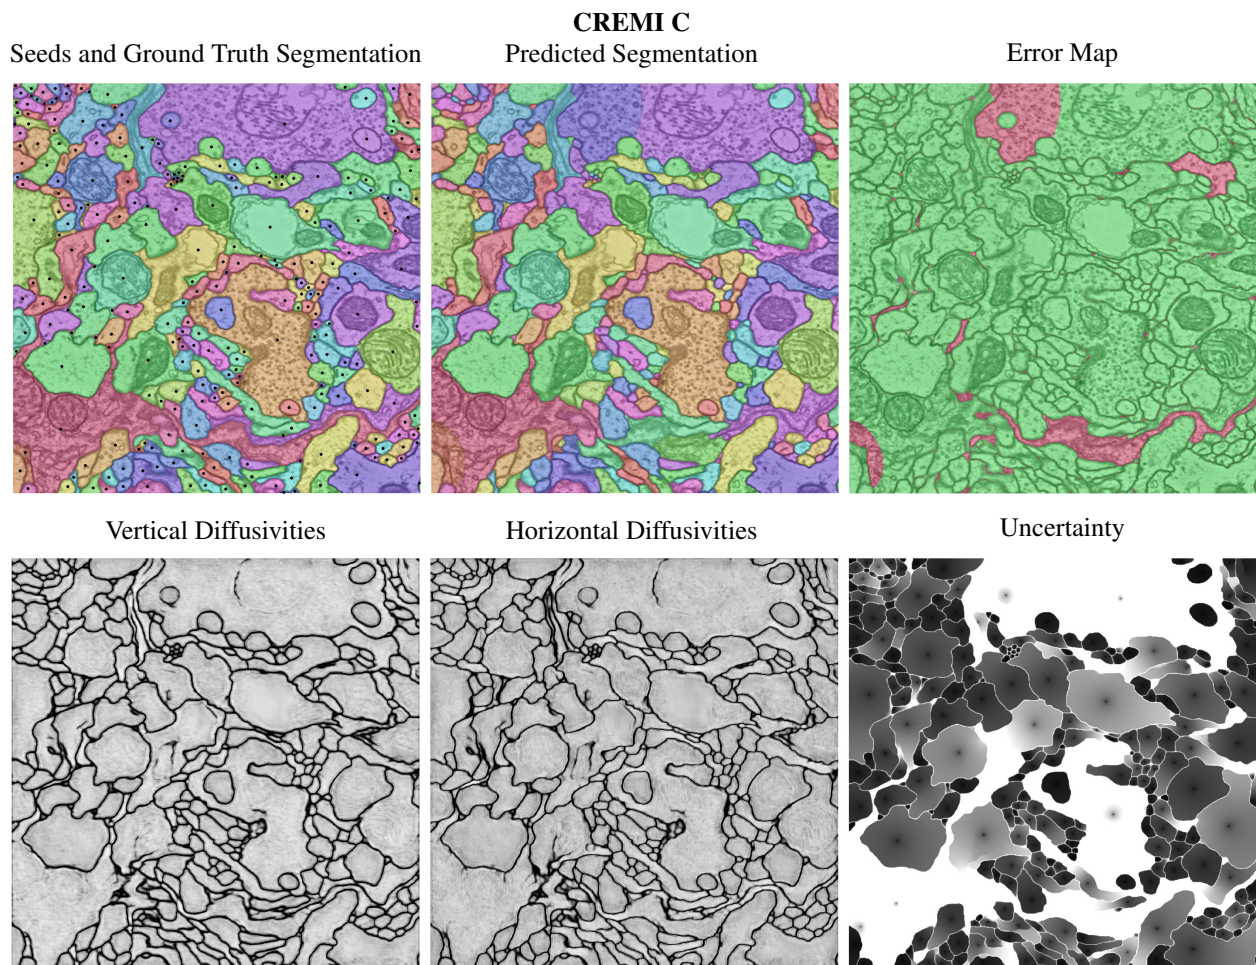 CREMI C
Seeds and Ground Truth Segmentation
Predicted Segmentation
Error Map
Vertical Diffusivities
Horizontal Diffusivities
Uncertainty